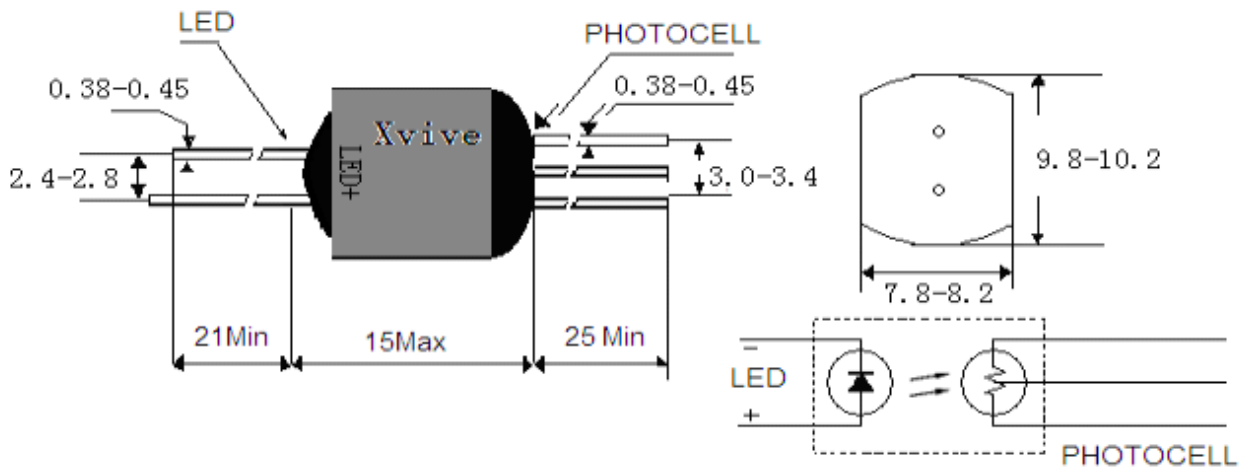 LED
PHOTOCELL
0.38-0.45
0.38-0.45
Xvive
LED+
2.4-2.8
3.0-3.4
9.8-10.2
7.8-8.2
21Min
15Max
25 Min
−
LED
+
PHOTOCELL